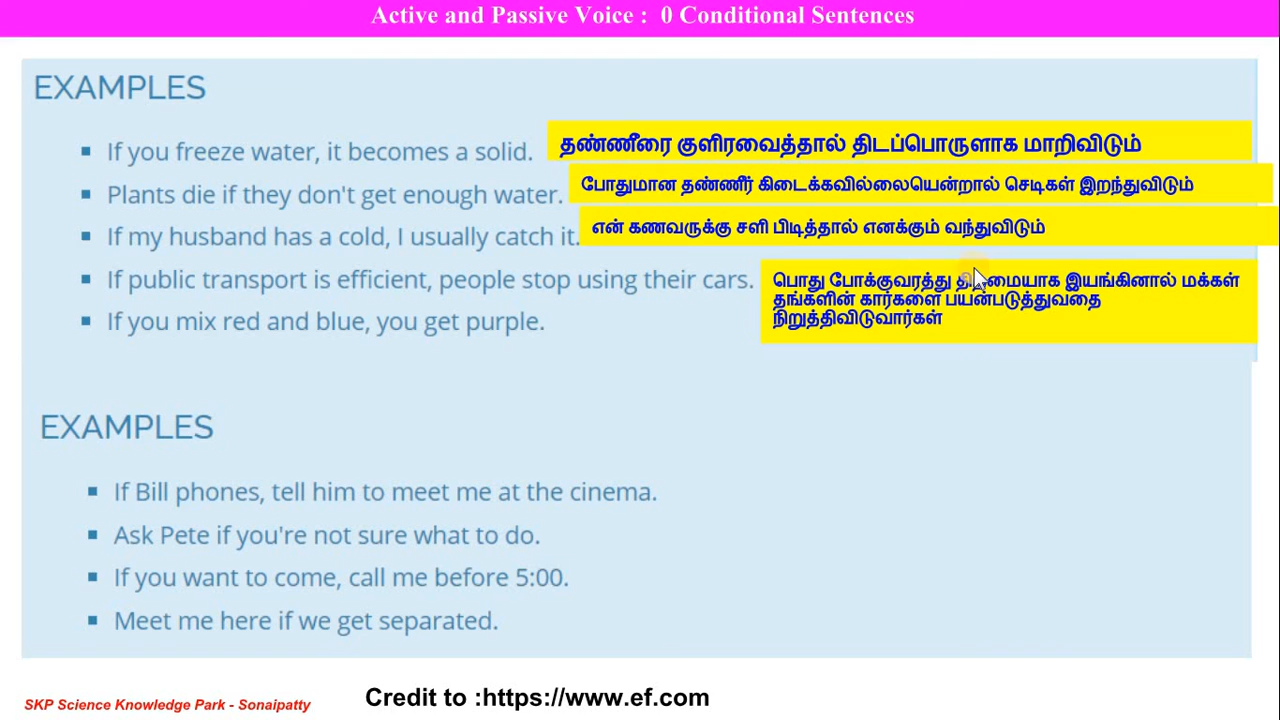 Active and Passive Voice : 0 Conditional Sentences
EXAMPLES
If you freeze water, it becomes a solid.
தண்ணீரை குளிரவைத்தால் திடப்பொருளாக மாறிவிடும்
Plants die if they don't get enough water.
போதுமான தண்ணீர் கிடைக்கவில்லையென்றால் செடிகள் இறந்துவிடும்
If my husband has a cold, I usually catch it.
என் கணவருக்கு சளி பிடித்தால் எனக்கும் வந்துவிடும்
If public transport is efficient, people stop using their cars.
பொது போக்குவரத்து திறமையாக இயங்கினால் மக்கள்
தங்களின் கார்களை பயன்படுத்துவதை
நிறுத்திவிடுவார்கள்
If you mix red and blue, you get purple.
EXAMPLES
If Bill phones, tell him to meet me at the cinema.
Ask Pete if you're not sure what to do.
If you want to come, call me before 5:00.
Meet me here if we get separated.
SKP Science Knowledge Park - Sonaipatty
Credit to :https://www.ef.com